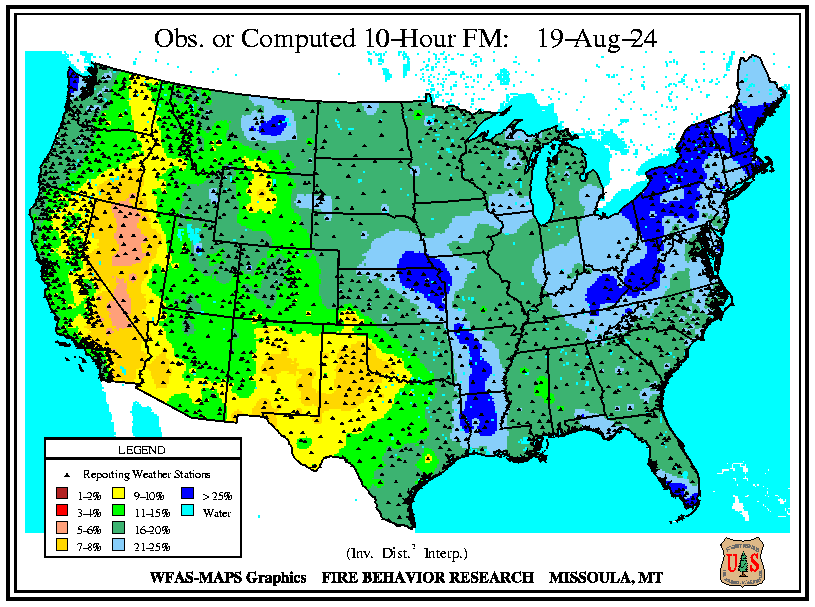 Obs. or Computed 10-Hour FM: 19-Aug-24
LEGEND
Reporting Weather Stations
1-2% 9-10% > 25%
3-4% 11-15% Water
5-6% 16-20%
7-8% 21-25%
(Inv. Dist.² Interp.)
WFAS-MAPS Graphics FIRE BEHAVIOR RESEARCH MISSOULA, MT
U S